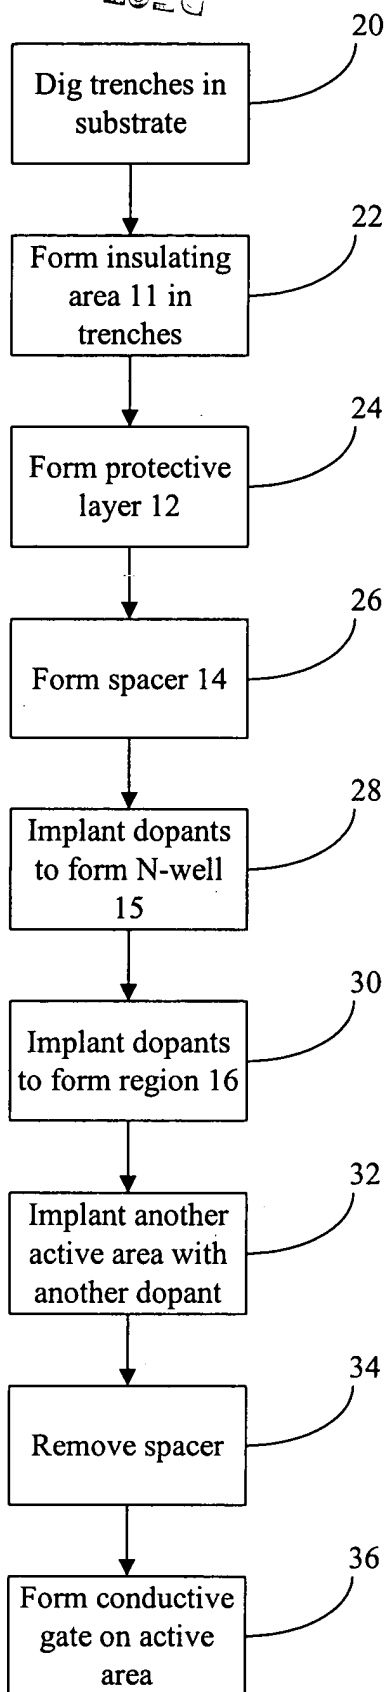 20
Dig trenches in
substrate
22
Form insulating
area 11 in
trenches
24
Form protective
layer 12
26
Form spacer 14
28
Implant dopants
to form N-well
15
30
Implant dopants
to form region 16
32
Implant another
active area with
another dopant
34
Remove spacer
36
Form conductive
gate on active
area